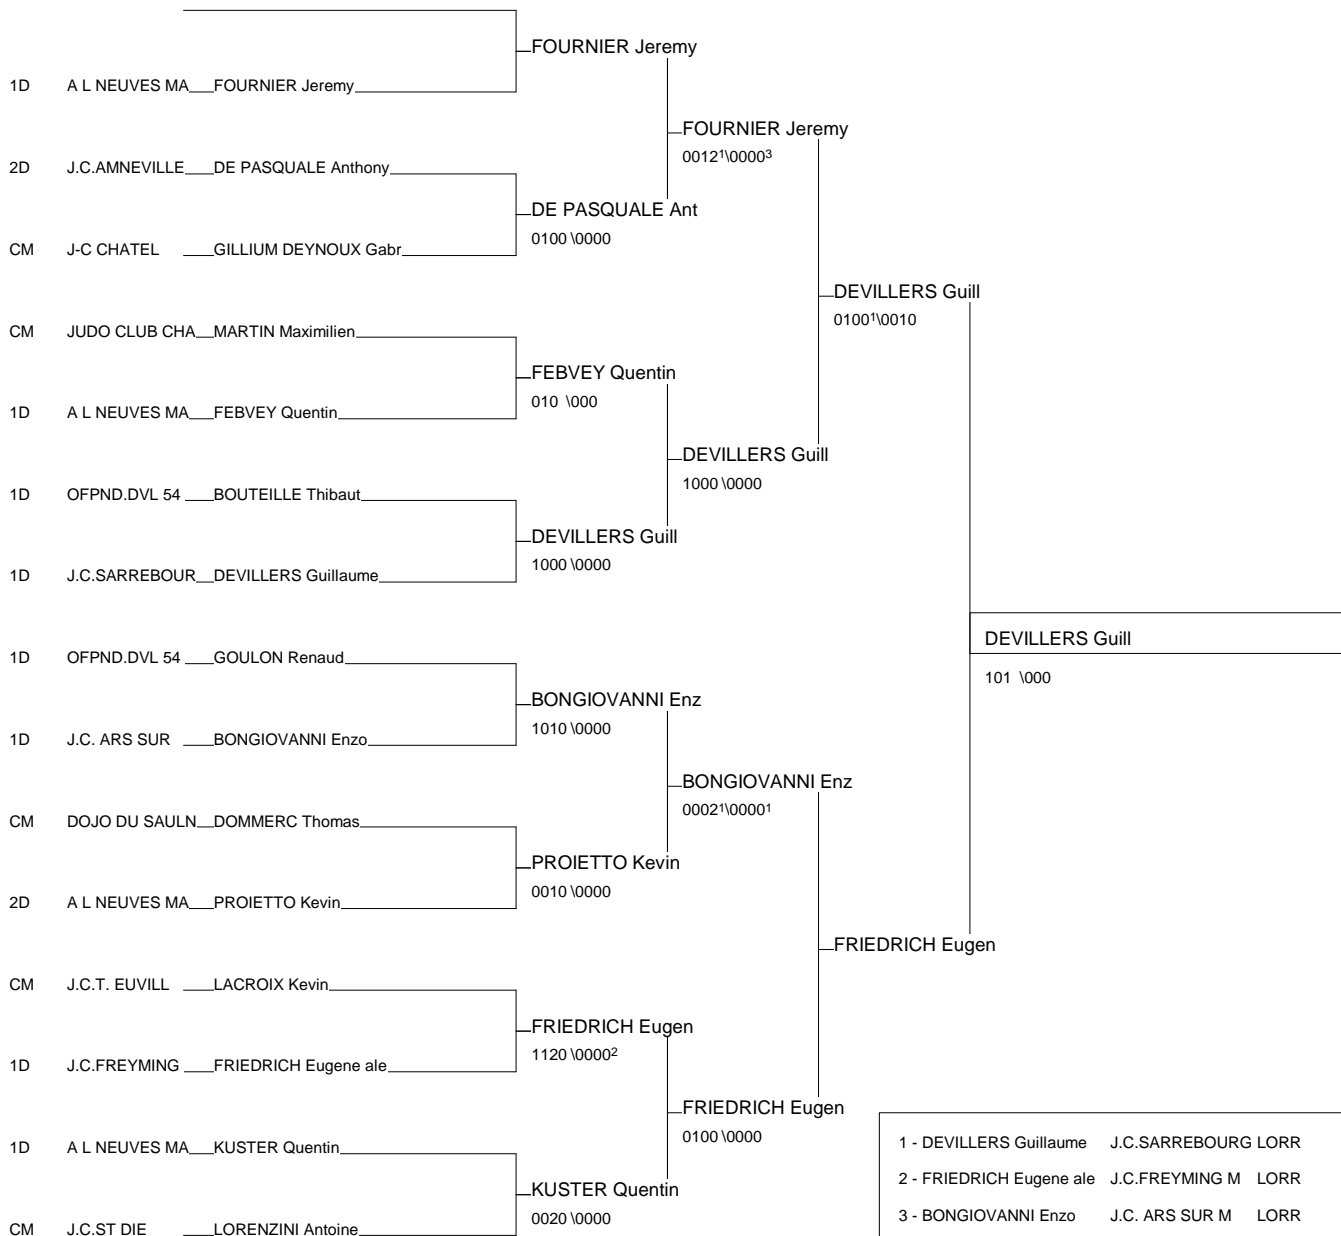 FOURNIER Jeremy
1D A L NEUVES MA FOURNIER Jeremy
FOURNIER Jeremy
0012¹\0000³
2D J.C.AMNEVILLE DE PASQUALE Anthony
DE PASQUALE Ant
0100 \0000
CM J-C CHATEL GILLIUM DEYNOUX Gabr
DEVILLERS Guill
0100¹\0010
CM JUDO CLUB CHA MARTIN Maximilien
FEBVEY Quentin
010 \000
1D A L NEUVES MA FEBVEY Quentin
DEVILLERS Guill
1000 \0000
1D OFPND.DVL 54 BOUTEILLE Thibaut
DEVILLERS Guill
1000 \0000
1D J.C.SARREBOUR DEVILLERS Guillaume
DEVILLERS Guill
101 \000
1D OFPND.DVL 54 GOULON Renaud
BONGIOVANNI Enz
1010 \0000
1D J.C. ARS SUR BONGIOVANNI Enzo
BONGIOVANNI Enz
0002¹\0000¹
CM DOJO DU SAULN DOMMERC Thomas
PROIETTO Kevin
0010 \0000
2D A L NEUVES MA PROIETTO Kevin
FRIEDRICH Eugen
CM J.C.T. EUVILL LACROIX Kevin
FRIEDRICH Eugen
1120 \0000²
1D J.C.FREYMING FRIEDRICH Eugene ale
FRIEDRICH Eugen
0100 \0000
1D A L NEUVES MA KUSTER Quentin
KUSTER Quentin
0020 \0000
CM J.C.ST DIE LORENZINI Antoine
1 - DEVILLERS Guillaume J.C.SARREBOURG LORR
2 - FRIEDRICH Eugene ale J.C.FREYMING M LORR
3 - BONGIOVANNI Enzo J.C. ARS SUR M LORR